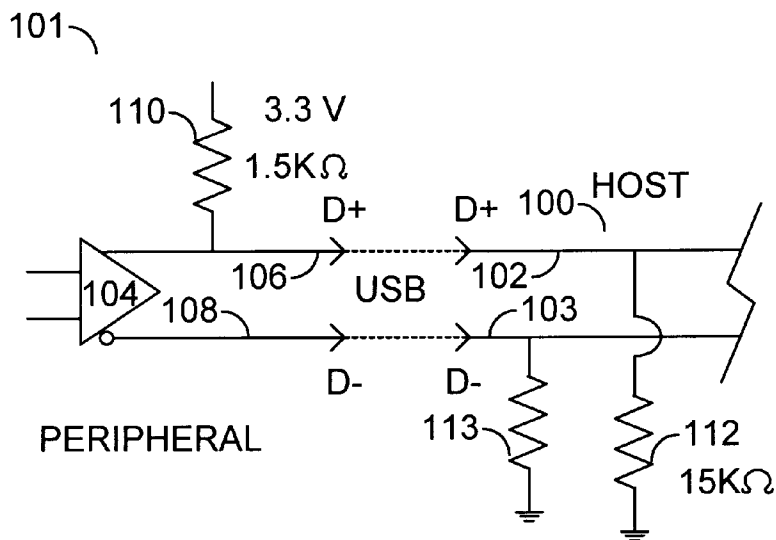 101
110
3.3 V
1.5KΩ
HOST
D+
D+
100
104
106
USB
102
108
103
D-
D-
PERIPHERAL
113
112
15KΩ